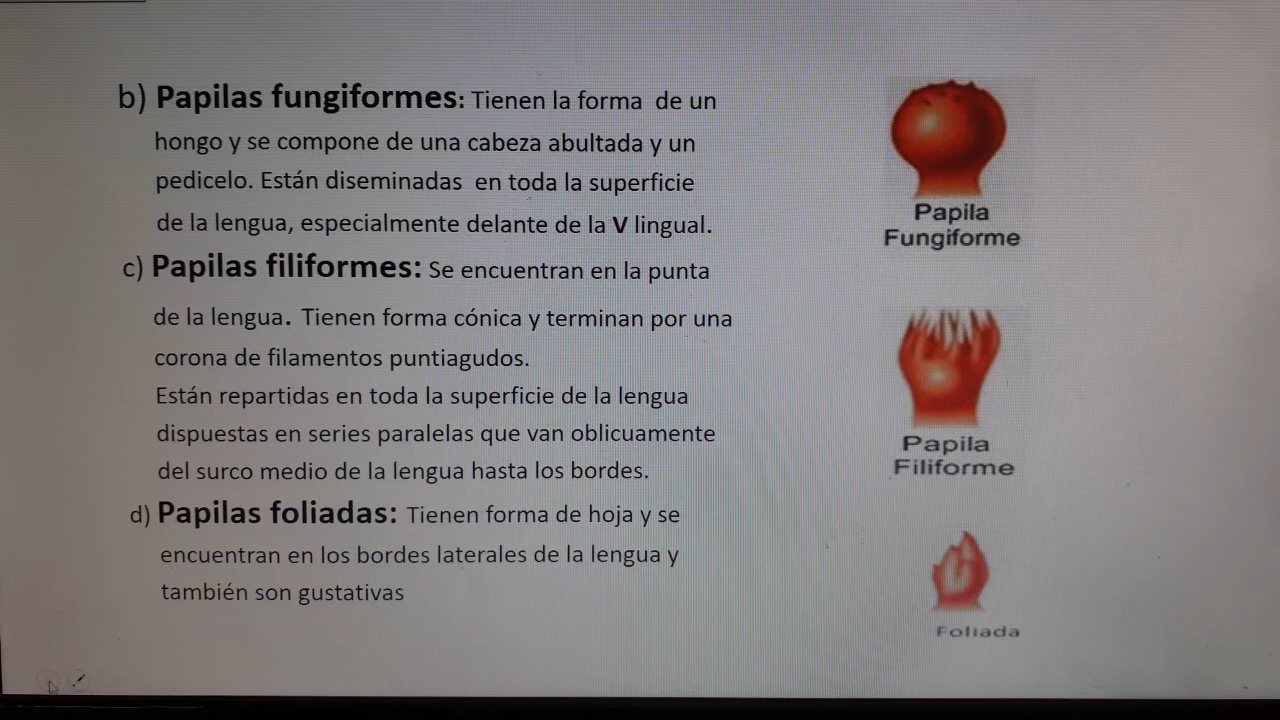 b) Papilas fungiformes: Tienen la forma de un
hongo y se compone de una cabeza abultada y un
pedicelo. Están diseminadas en toda la superficie
de la lengua, especialmente delante de la V lingual.
Papila
Fungiforme
c) Papilas filiformes: Se encuentran en la punta
de la lengua. Tienen forma cónica y terminan por una
corona de filamentos puntiagudos.
Están repartidas en toda la superficie de la lengua
dispuestas en series paralelas que van oblicuamente
del surco medio de la lengua hasta los bordes.
Papila
Filiforme
d) Papilas foliadas: Tienen forma de hoja y se
encuentran en los bordes laterales de la lengua y
también son gustativas
Foliada